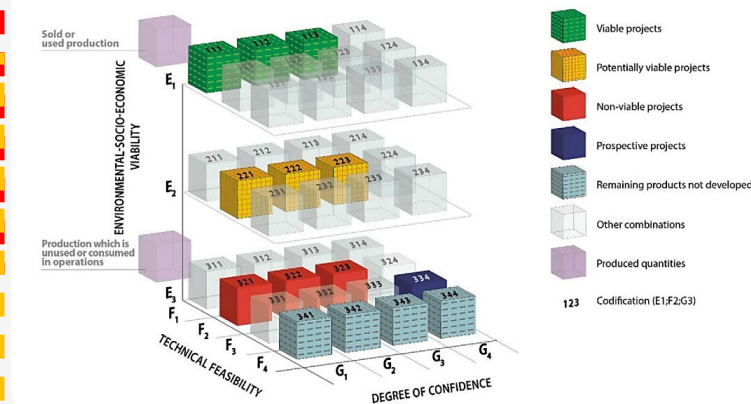 Sold or
used production
ENVIRONMENTAL-SOCIO-ECONOMIC
VIABILITY
E1
111
112
113
114
123
124
132
133
134
E2
211
212
213
214
221
222
223
224
231
232
233
234
Production which is
unused or consumed
in operations
E3
311
312
313
314
321
322
323
324
331
332
333
334
341
342
343
344
F1
F2
F3
F4
TECHNICAL FEASIBILITY
G1
G2
G3
G4
DEGREE OF CONFIDENCE
Viable projects
Potentially viable projects
Non-viable projects
Prospective projects
Remaining products not developed
Other combinations
Produced quantities
123 Codification (E1;F2;G3)